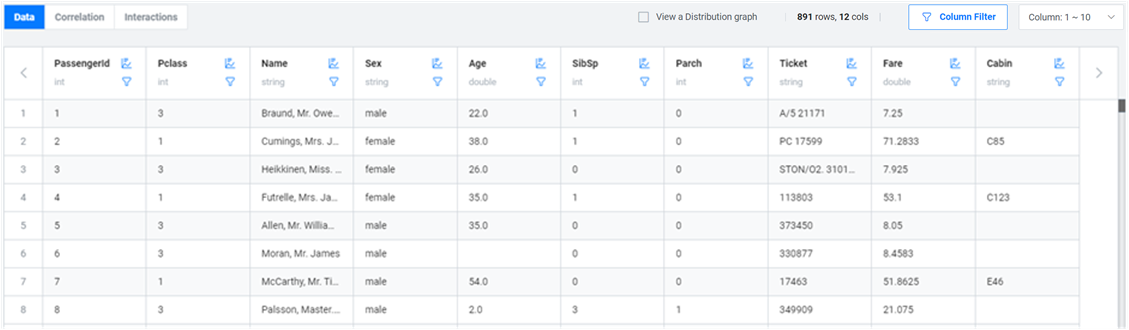 Data Correlation Interactions View a Distribution graph 891 rows, 12 cols Column Filter Column: 1 ~ 10
PassengerId Pclass Name Sex Age SibSp Parch Ticket Fare Cabin
int int string string double int int string double string
1 1 3 Braund, Mr. Owe... male 22.0 1 0 A/5 21171 7.25
2 2 1 Cumings, Mrs. J... female 38.0 1 0 PC 17599 71.2833 C85
3 3 3 Heikkinen, Miss. ... female 26.0 0 0 STON/O2. 3101... 7.925
4 4 1 Futrelle, Mrs. Ja... female 35.0 1 0 113803 53.1 C123
5 5 3 Allen, Mr. Willia... male 35.0 0 0 373450 8.05
6 6 3 Moran, Mr. James male 0 0 330877 8.4583
7 7 1 McCarthy, Mr. Ti... male 54.0 0 0 17463 51.8625 E46
8 8 3 Palsson, Master.... male 2.0 3 1 349909 21.075